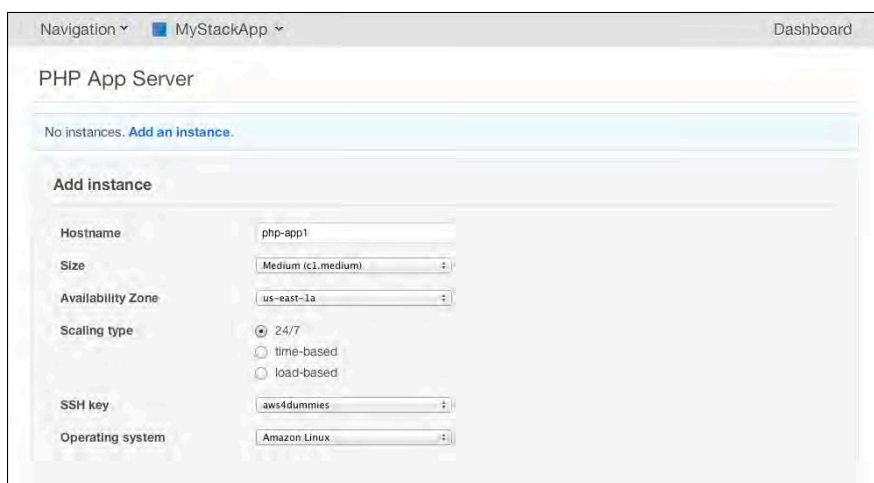 Navigation MyStackApp Dashboard
PHP App Server
No instances. Add an instance.
Add instance
Hostname php-app1
Size Medium (c1.medium)
Availability Zone us-east-1a
Scaling type 24/7
time-based
load-based
SSH key aws4dummies
Operating system Amazon Linux